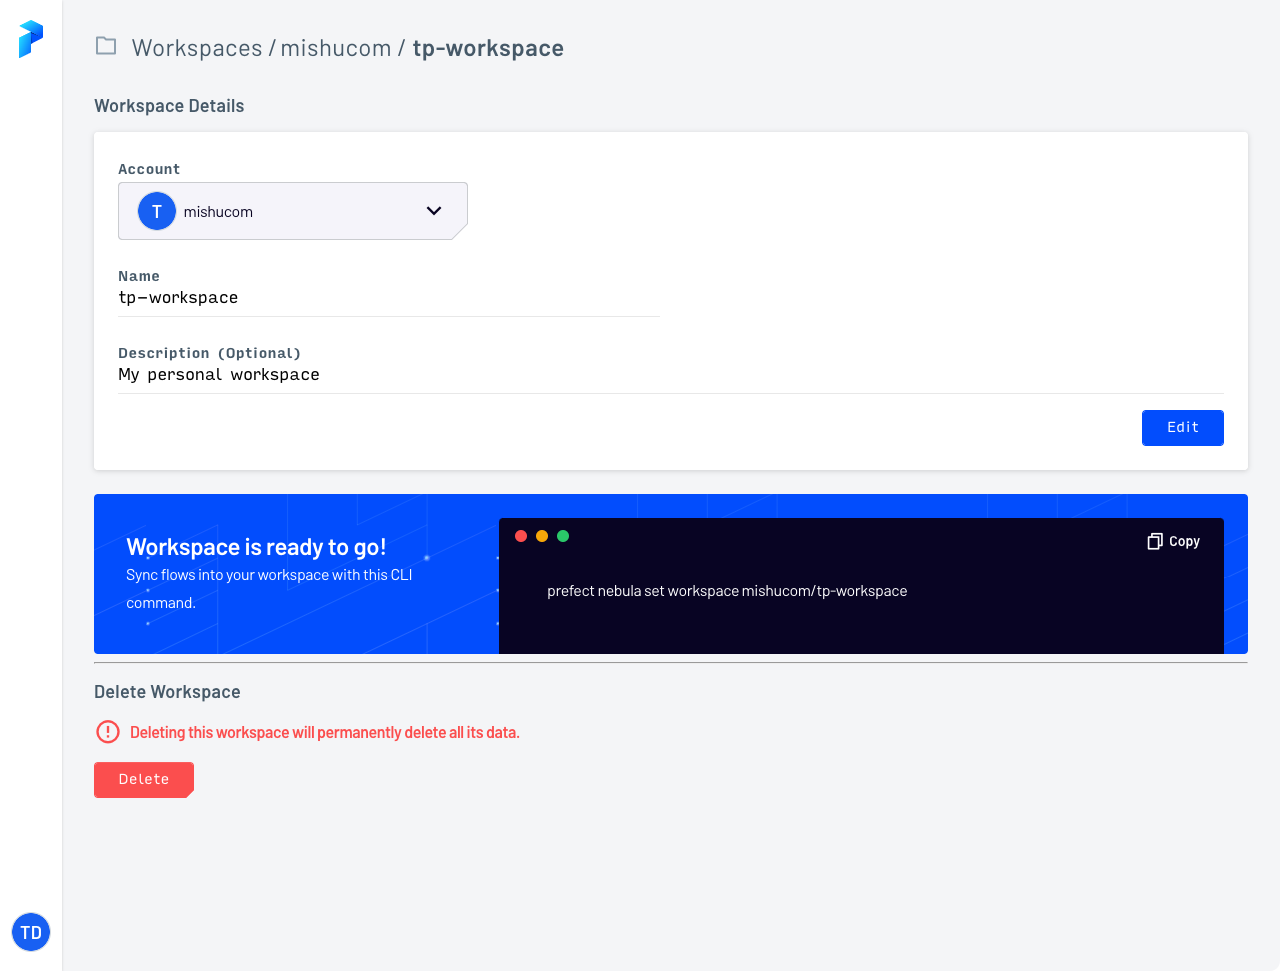 Workspaces / mishucom / tp-workspace
Workspace Details
Account
T mishucom
Name
tp-workspace
Description (Optional)
My personal workspace
Edit
Workspace is ready to go!
Sync flows into your workspace with this CLI
command.
Copy
prefect nebula set workspace mishucom/tp-workspace
Delete Workspace
Deleting this workspace will permanently delete all its data.
Delete
TD